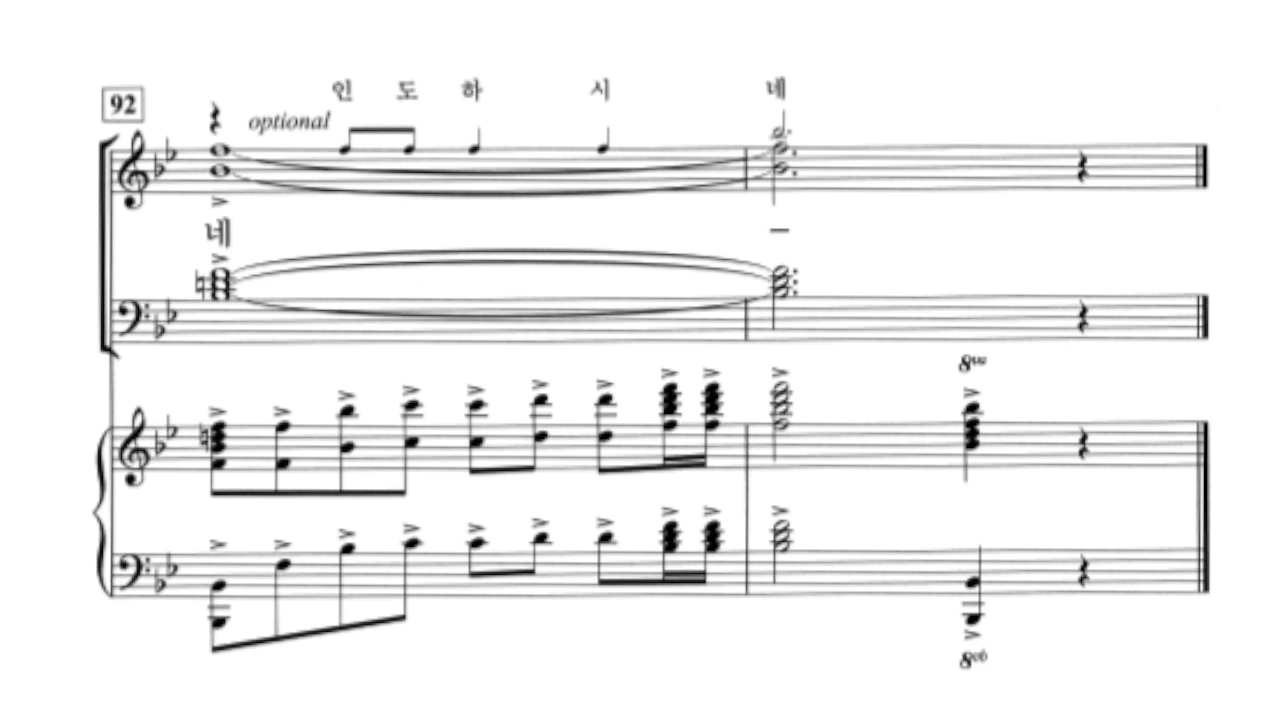 인 도 하 시 네
92
optional
네 –
8va
8vb